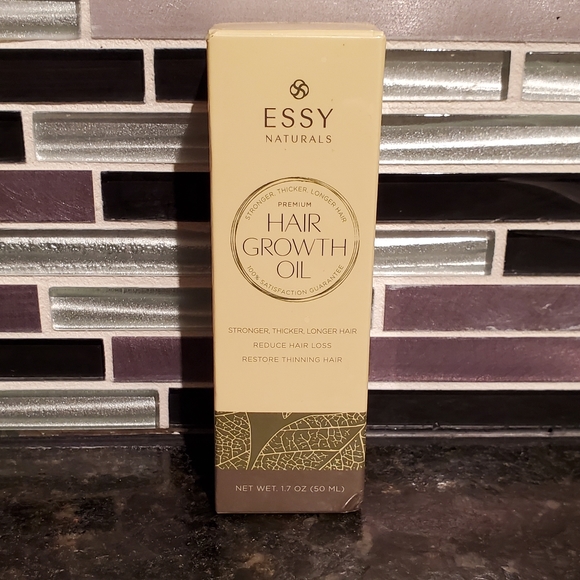 ESSY
NATURALS
STRONGER, THICKER, LONGER HAIR
PREMIUM
HAIR
GROWTH
OIL
100% SATISFACTION GUARANTEE
STRONGER, THICKER, LONGER HAIR
REDUCE HAIR LOSS
RESTORE THINNING HAIR
NET WET. 1.7 OZ (50 ML)